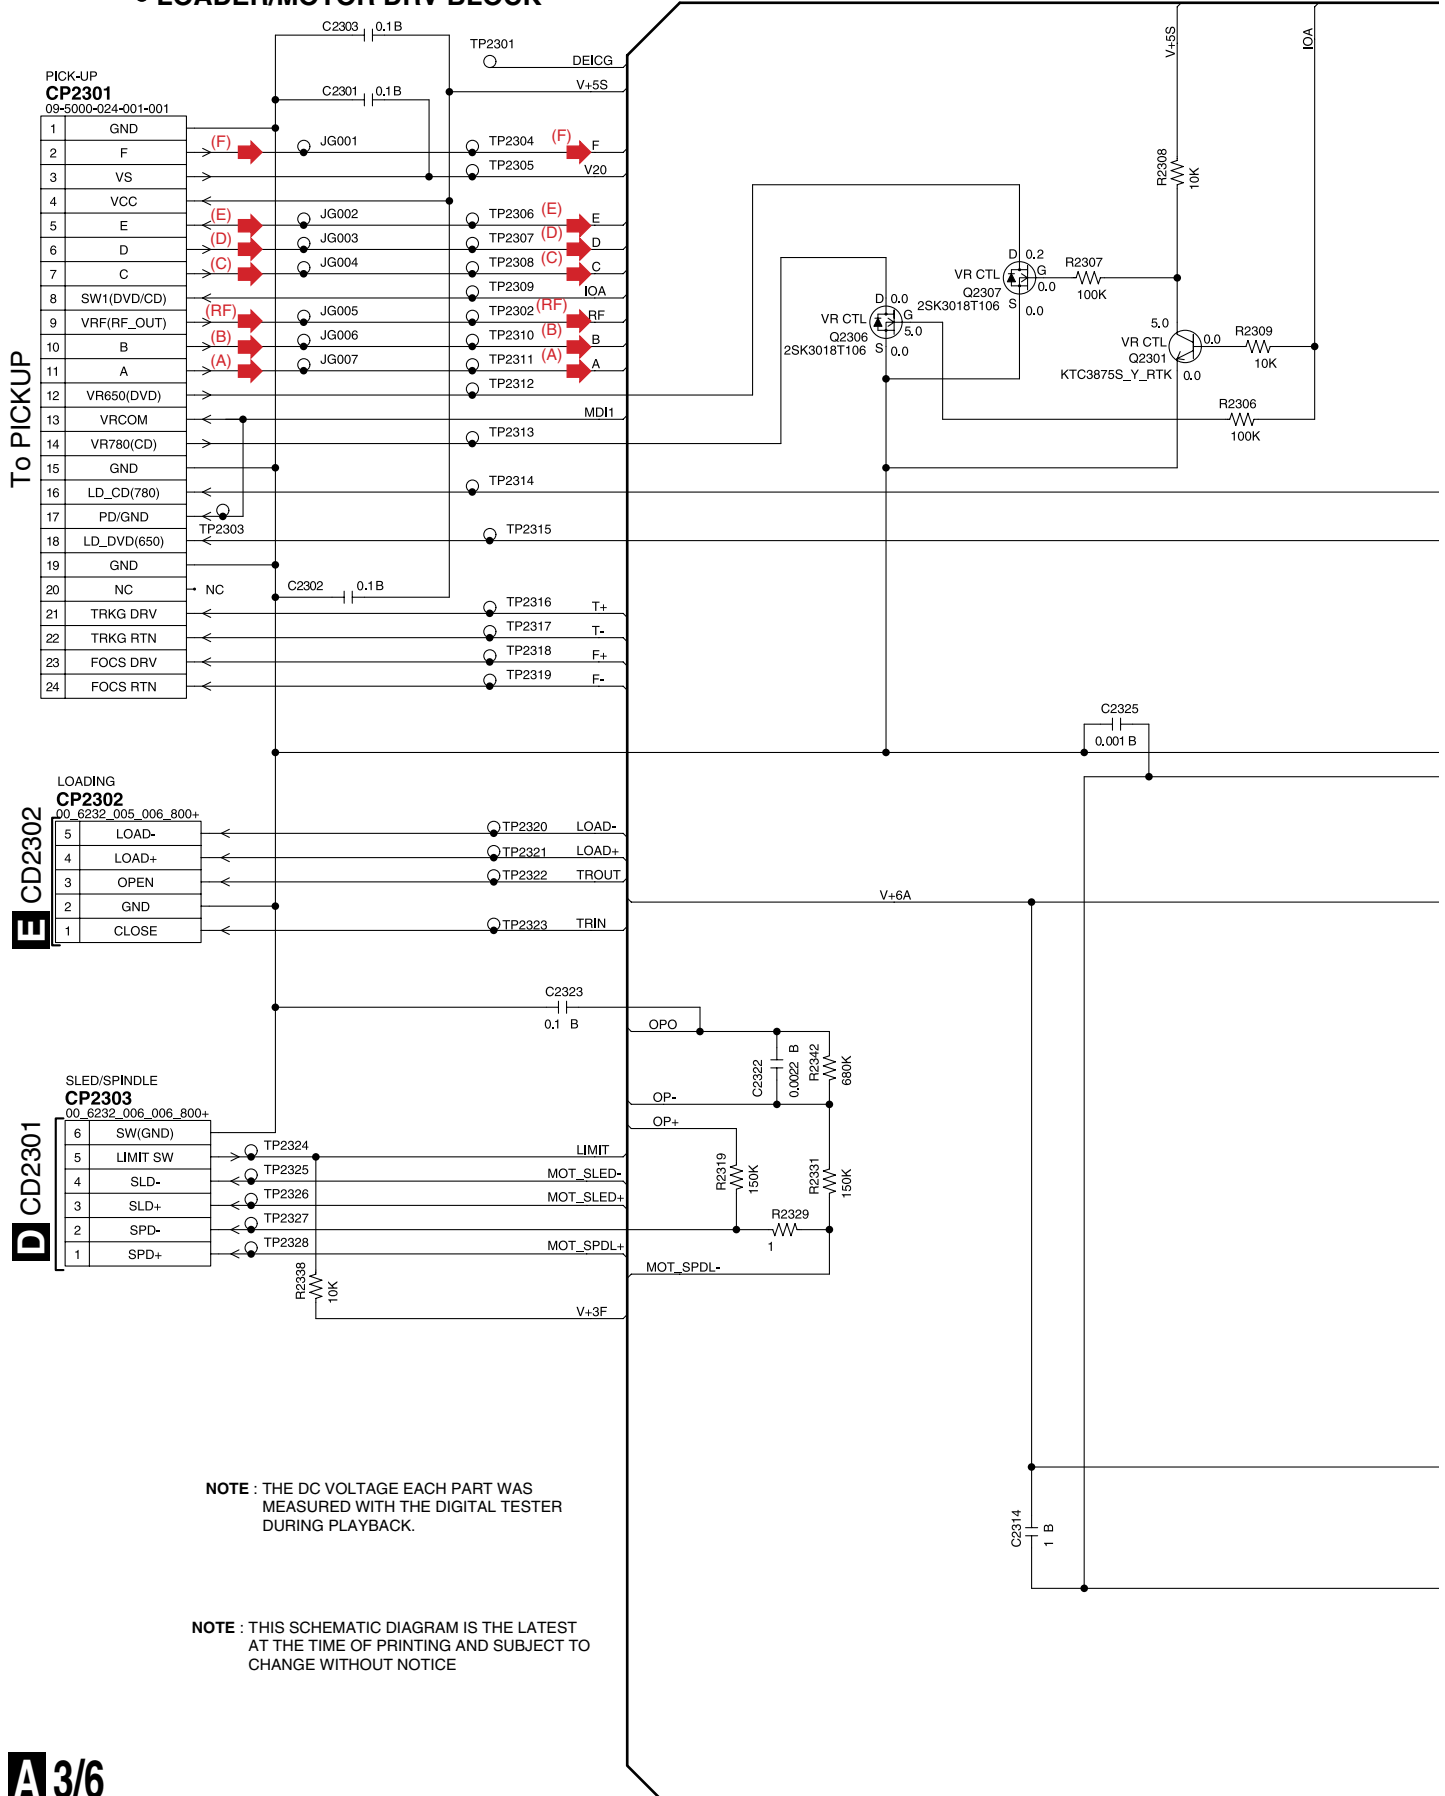 C2303 0.1B
TP2301
DEICG
V+5S
PICK-UP
CP2301
09-5000-024-001-001
C2301 0.1B
1 GND
2 F (F) JG001 TP2304 (F) F
3 VS TP2305 V20
4 VCC
5 E (E) JG002 TP2306 (E) E
6 D (D) JG003 TP2307 (D) D
7 C (C) JG004 TP2308 (C) C
8 SW1(DVD/CD) TP2309 IOA
9 VRF(RF_OUT) (RF) JG005 TP2302 (RF) RF
10 B (B) JG006 TP2310 (B) B
11 A (A) JG007 TP2311 (A) A
12 VR650(DVD) TP2312
13 VRCOM MDI1
14 VR780(CD) TP2313
15 GND
16 LD_CD(780) TP2314
17 PD/GND TP2303
18 LD_DVD(650) TP2315
19 GND
20 NC NC
C2302 0.1B
21 TRKG DRV TP2316 T+
22 TRKG RTN TP2317 T-
23 FOCS DRV TP2318 F+
24 FOCS RTN TP2319 F-
To PICKUP
V+5S
IOA
R2308
10K
D 0.2
VR CTL G
Q2307 0.0
2SK3018T106 S
0.0
R2307
100K
D 0.0
VR CTL G
Q2306 5.0
2SK3018T106 S 0.0
5.0
VR CTL 0.0
Q2301
KTC3875S_Y_RTK 0.0
R2309
10K
R2306
100K
C2325
0.001 B
LOADING
CP2302
00_6232_005_006_800+
5 LOAD- TP2320 LOAD-
4 LOAD+ TP2321 LOAD+
3 OPEN TP2322 TROUT
2 GND
1 CLOSE TP2323 TRIN
E CD2302
V+6A
C2323
0.1 B
OPO
C2322
0.0022 B
R2342
680K
OP-
OP+
R2319
150K
R2331
150K
R2329
1
MOT_SPDL-
SLED/SPINDLE
CP2303
00_6232_006_006_800+
6 SW(GND)
5 LIMIT SW TP2324 LIMIT
4 SLD- TP2325 MOT_SLED-
3 SLD+ TP2326 MOT_SLED+
2 SPD- TP2327
1 SPD+ TP2328 MOT_SPDL+
D CD2301
R2338
10K
V+3F
C2314
1 B
NOTE : THE DC VOLTAGE EACH PART WAS
MEASURED WITH THE DIGITAL TESTER
DURING PLAYBACK.
NOTE : THIS SCHEMATIC DIAGRAM IS THE LATEST
AT THE TIME OF PRINTING AND SUBJECT TO
CHANGE WITHOUT NOTICE
A 3/6